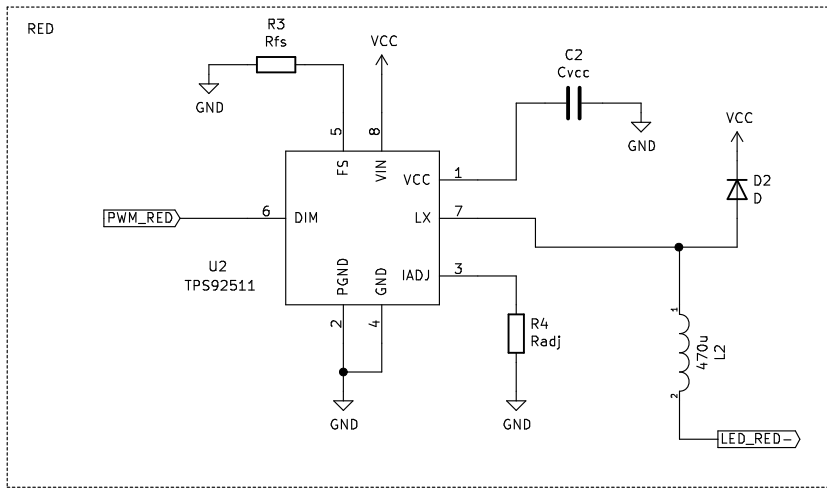 RED
R3
Rfs
GND
VCC
C2
Cvcc
GND
VCC
D2
D
5
8
FS
VIN
VCC
1
PWM_RED
6
DIM
LX
7
U2
TPS92511
PGND
GND
IADJ
3
2
4
R4
Radj
GND
GND
1
470u
L2
2
LED_RED-